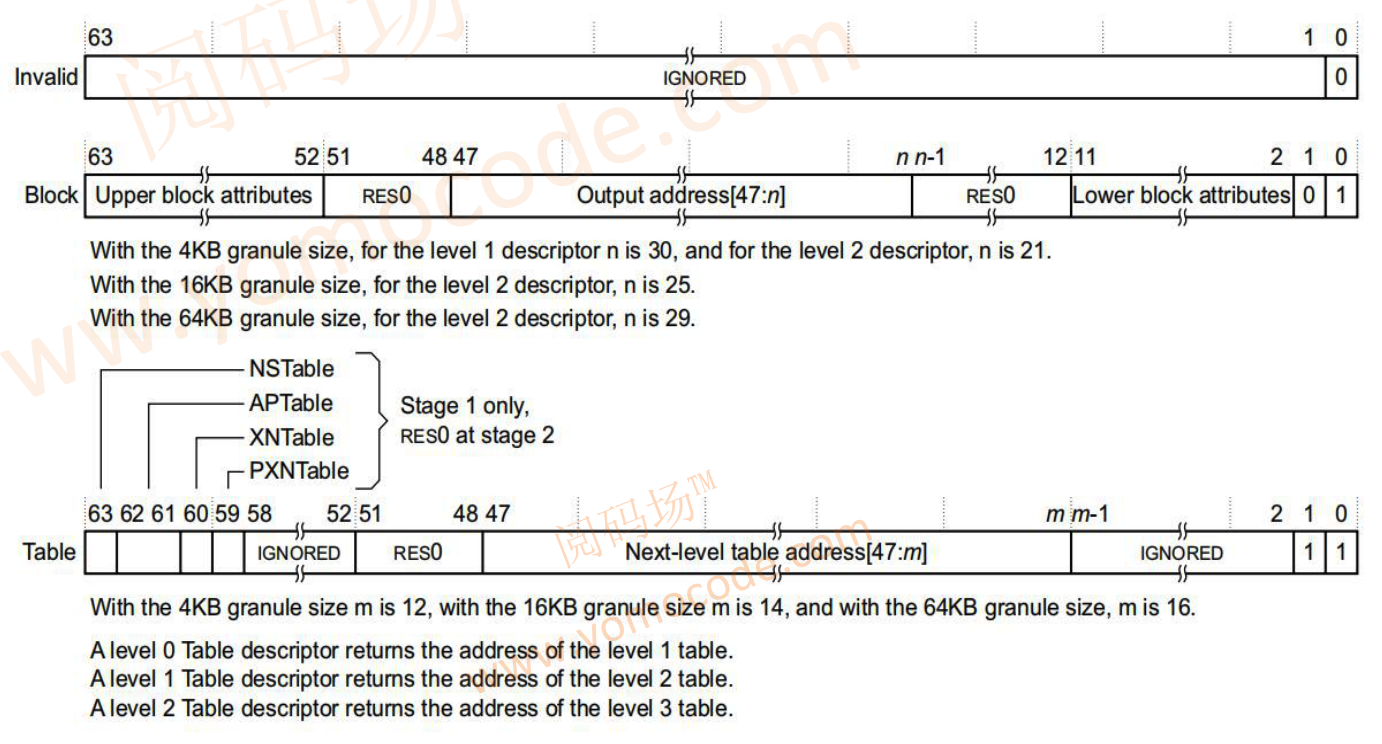 63 1 0
Invalid IGNORED 0
63 52 51 48 47 n n-1 12 11 2 1 0
Block Upper block attributes RES0 Output address[47:n] RES0 Lower block attributes 0 1
With the 4KB granule size, for the level 1 descriptor n is 30, and for the level 2 descriptor, n is 21.
With the 16KB granule size, for the level 2 descriptor, n is 25.
With the 64KB granule size, for the level 2 descriptor, n is 29.
NSTable
APTable
XNTable
PXNTable
Stage 1 only,
RES0 at stage 2
63 62 61 60 59 58 52 51 48 47 m m-1 2 1 0
Table IGNORED RES0 Next-level table address[47:m] IGNORED 1 1
With the 4KB granule size m is 12, with the 16KB granule size m is 14, and with the 64KB granule size, m is 16.
A level 0 Table descriptor returns the address of the level 1 table.
A level 1 Table descriptor returns the address of the level 2 table.
A level 2 Table descriptor returns the address of the level 3 table.
阅码场
www.yomocode.com
阅码场™
www.yomocode.com